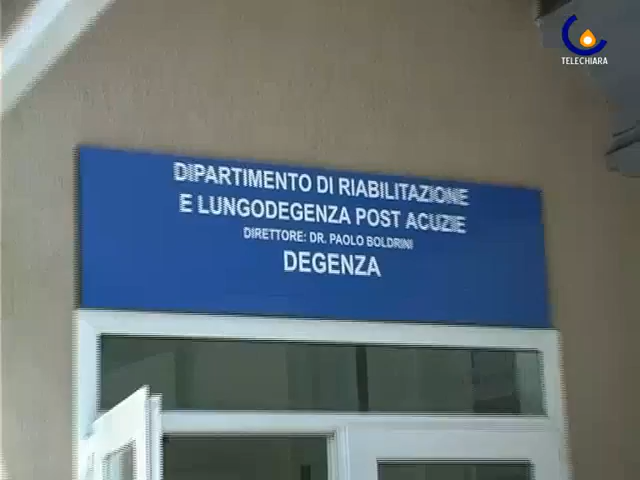 TELECHIARA
DIPARTIMENTO DI RIABILITAZIONE
E LUNGODEGENZA POST ACUZIE
DIRETTORE: DR. PAOLO BOLDRINI
DEGENZA